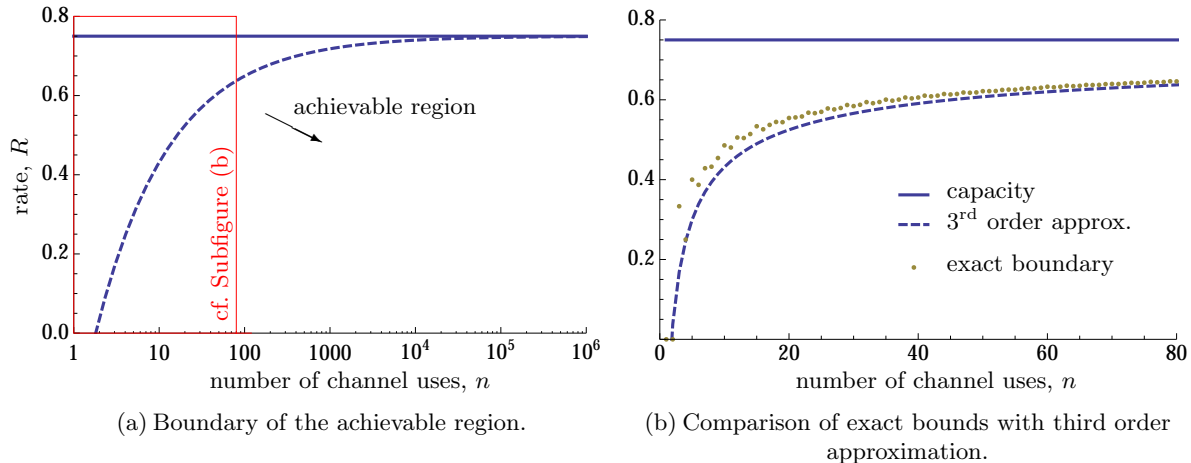 0.8
0.6
0.4
0.2
0.0
rate, R
1
10
100
1000
10^4
10^5
10^6
number of channel uses, n
achievable region
cf. Subfigure (b)
(a) Boundary of the achievable region.
0.8
0.6
0.4
0.2
0
20
40
60
80
number of channel uses, n
capacity
3^rd order approx.
exact boundary
(b) Comparison of exact bounds with third order
approximation.